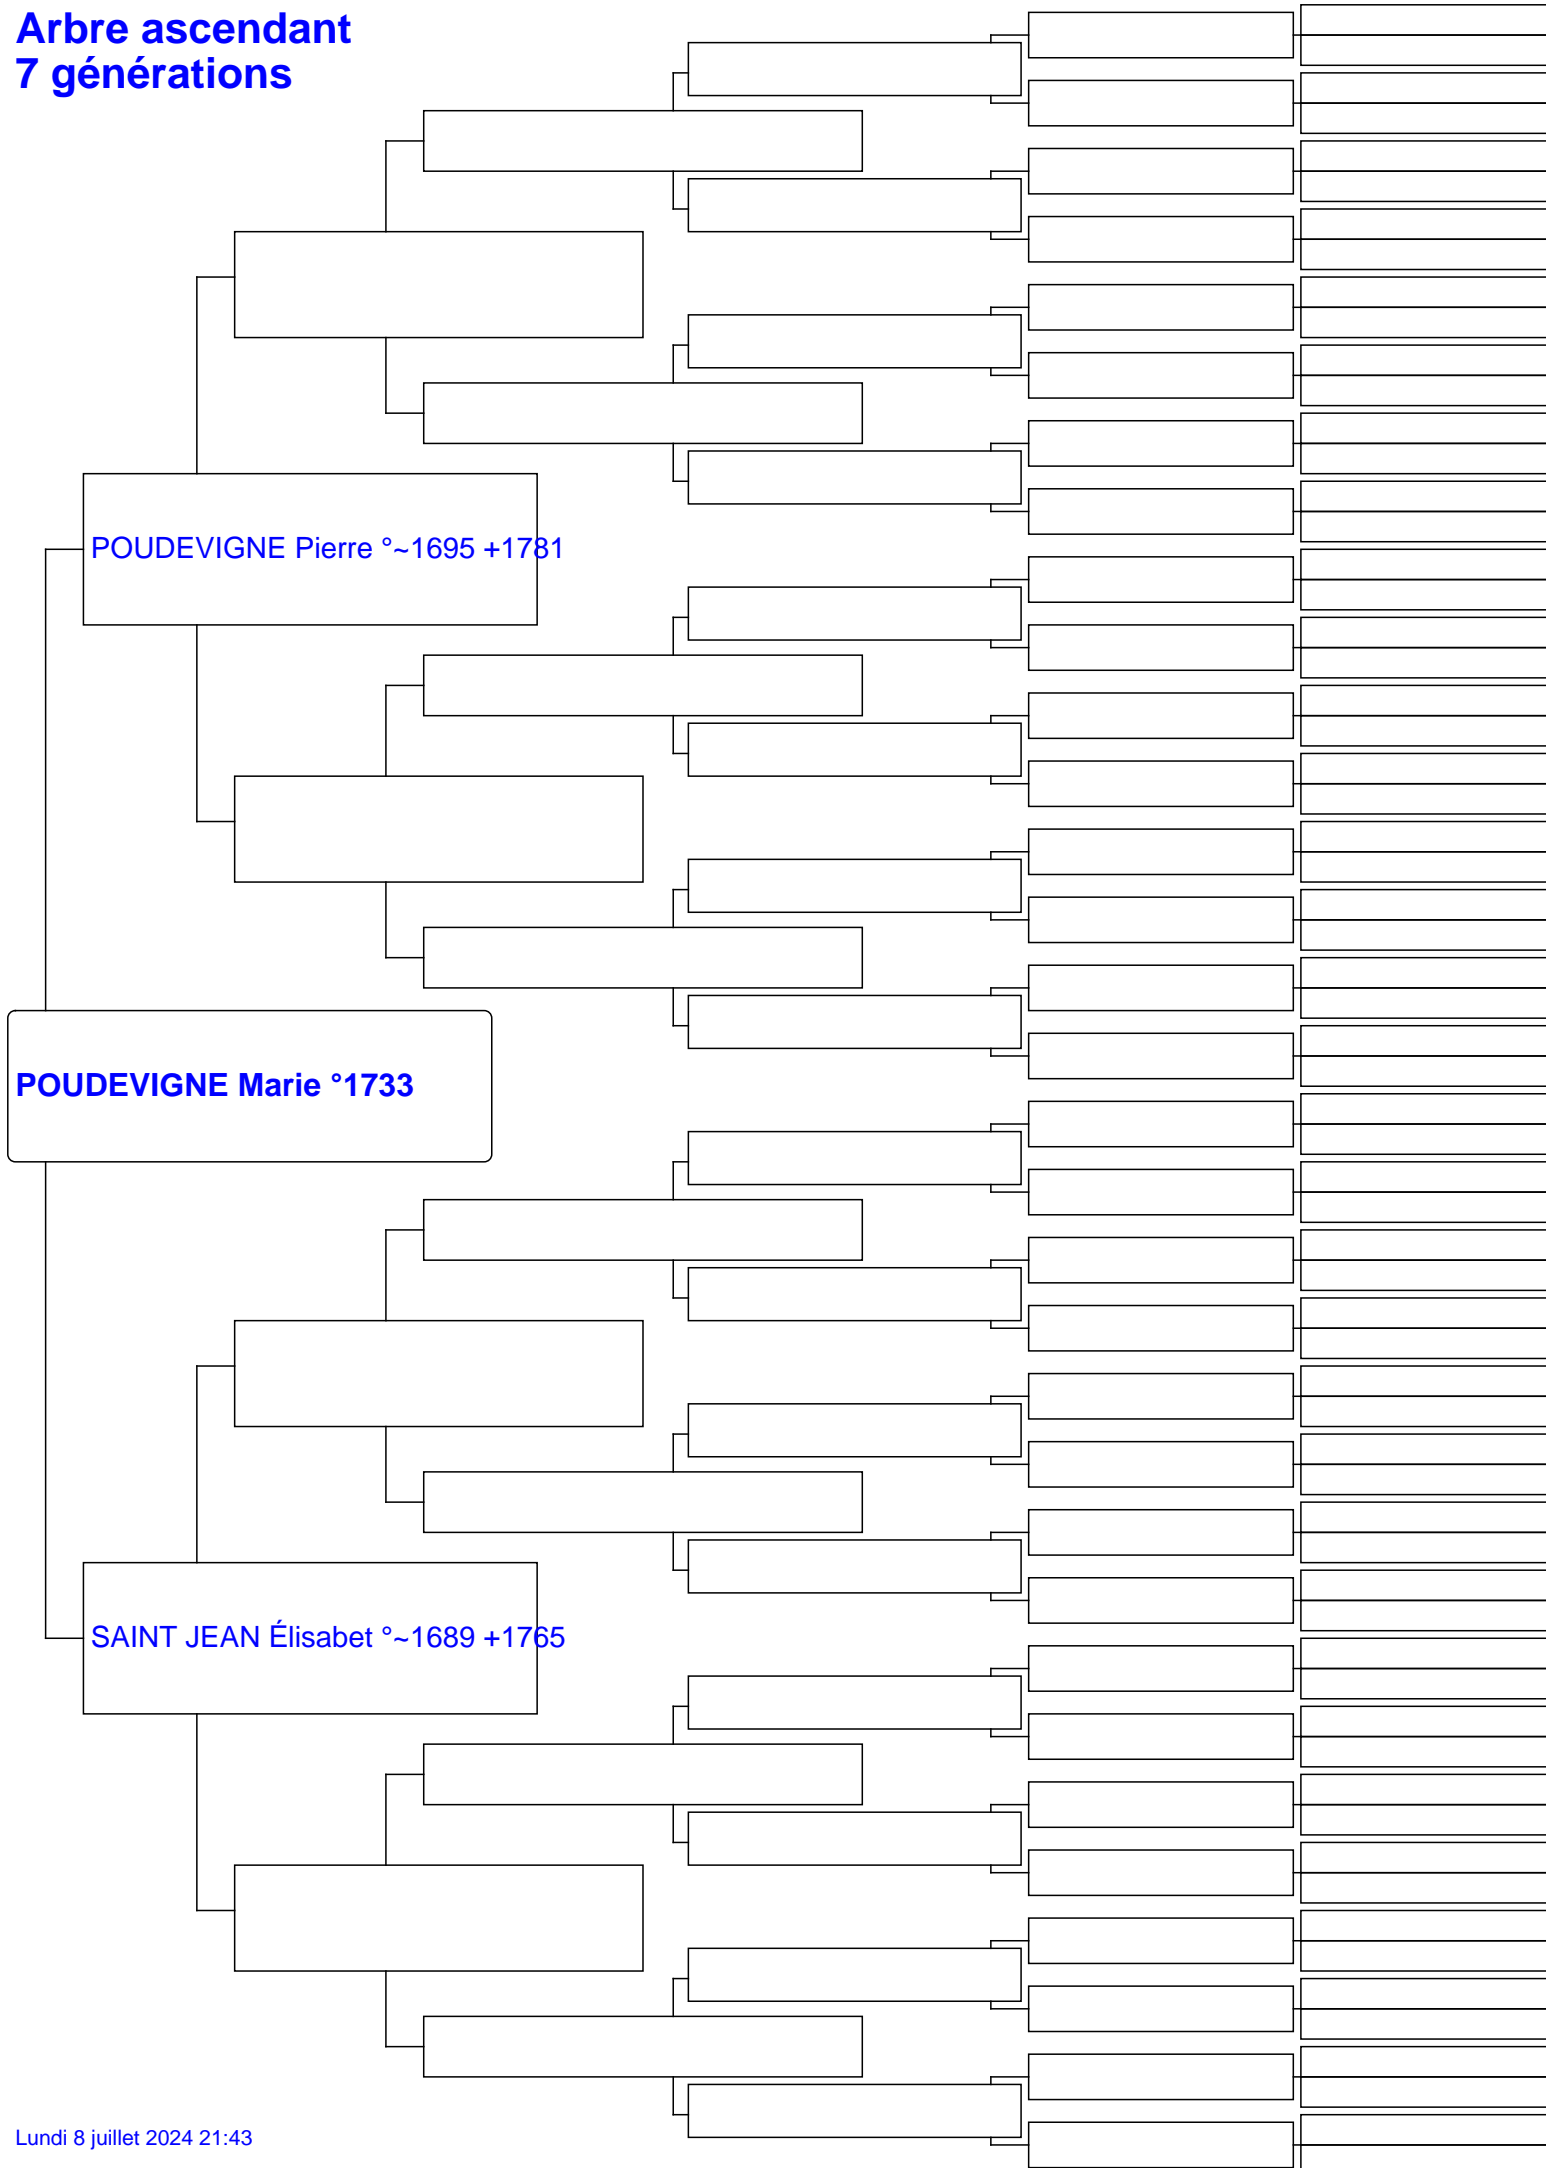 Arbre ascendant
7 générations
POUDEVIGNE Pierre °~1695 +1781
POUDEVIGNE Marie °1733
SAINT JEAN Élisabet °~1689 +1765
Lundi 8 juillet 2024 21:43